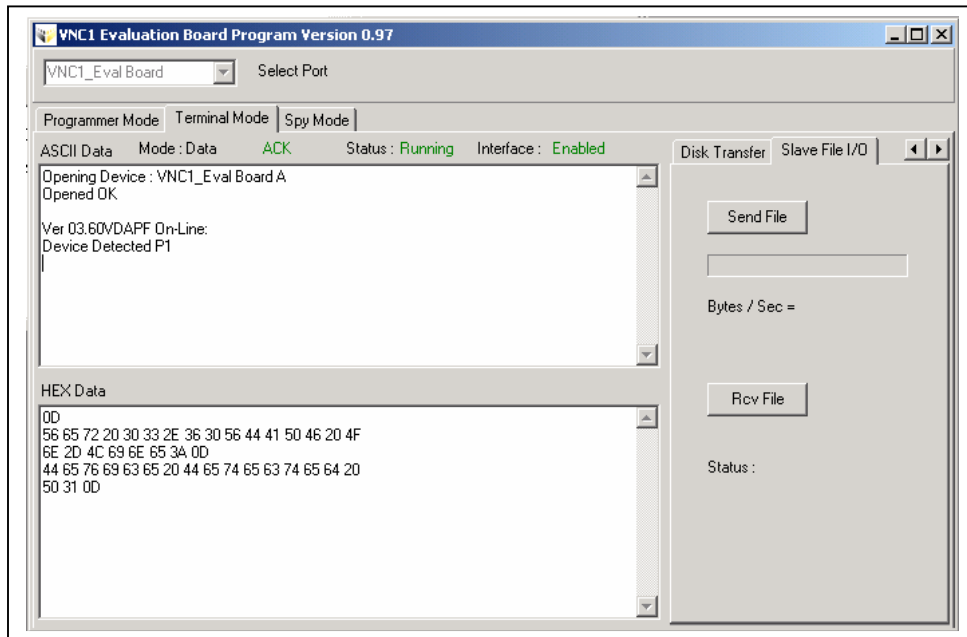 VNC1 Evaluation Board Program Version 0.97
VNC1_Eval Board
Select Port
Programmer Mode Terminal Mode Spy Mode
ASCII Data Mode : Data ACK Status : Running Interface : Enabled
Opening Device : VNC1_Eval Board A
Opened OK
Ver 03.60VDAPF On-Line:
Device Detected P1
HEX Data
0D
56 65 72 20 30 33 2E 36 30 56 44 41 50 46 20 4F
6E 2D 4C 69 6E 65 3A 0D
44 65 76 69 63 65 20 44 65 74 65 63 74 65 64 20
50 31 0D
Disk Transfer Slave File I/O
Send File
Bytes / Sec =
Rcv File
Status :